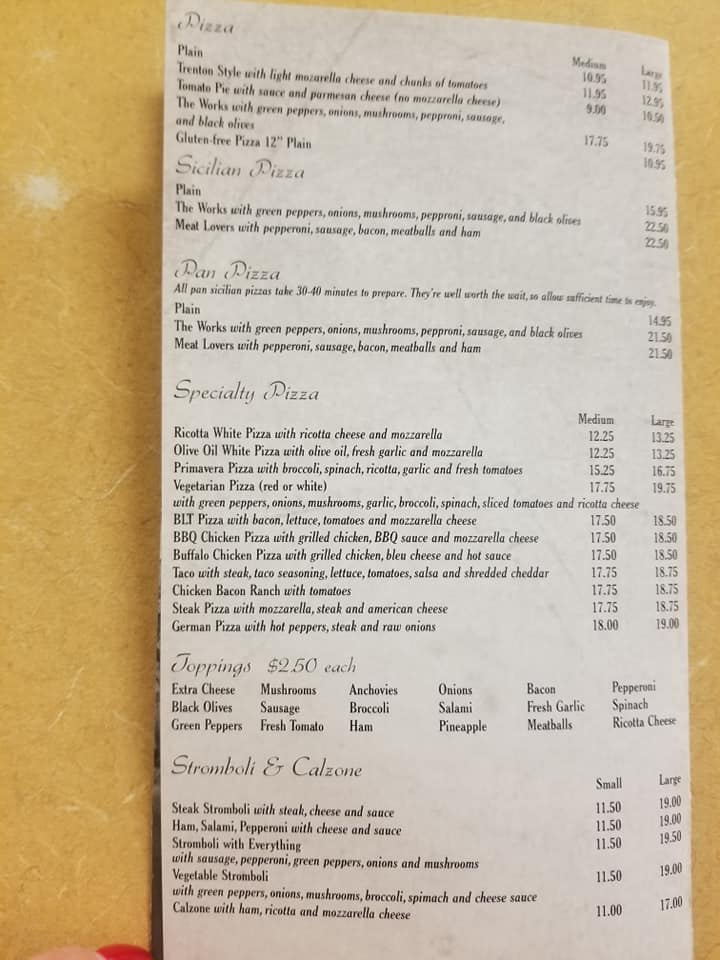 Pizza
Medium Large
Plain 10.95 11.95
Trenton Style with light mozarella cheese and chunks of tomatoes 11.95 12.95
Tomato Pie with sauce and parmesan cheese (no mozzarella cheese) 9.00 10.50
The Works with green peppers, onions, mushrooms, pepproni, sausage,
and black olives 17.75 19.75
Gluten-free Pizza 12" Plain 10.95
Sicilian Pizza
Plain 15.95
The Works with green peppers, onions, mushrooms, pepproni, sausage, and black olives 22.50
Meat Lovers with pepperoni, sausage, bacon, meatballs and ham 22.50
Pan Pizza
All pan sicilian pizzas take 30-40 minutes to prepare. They're well worth the wait, so allow sufficient time to enjoy.
Plain 14.95
The Works with green peppers, onions, mushrooms, pepproni, sausage, and black olives 21.50
Meat Lovers with pepperoni, sausage, bacon, meatballs and ham 21.50
Specialty Pizza
Medium Large
Ricotta White Pizza with ricotta cheese and mozzarella 12.25 13.25
Olive Oil White Pizza with olive oil, fresh garlic and mozzarella 12.25 13.25
Primavera Pizza with broccoli, spinach, ricotta, garlic and fresh tomatoes 15.25 16.75
Vegetarian Pizza (red or white) 17.75 19.75
with green peppers, onions, mushrooms, garlic, broccoli, spinach, sliced tomatoes and ricotta cheese
BLT Pizza with bacon, lettuce, tomatoes and mozzarella cheese 17.50 18.50
BBQ Chicken Pizza with grilled chicken, BBQ sauce and mozzarella cheese 17.50 18.50
Buffalo Chicken Pizza with grilled chicken, bleu cheese and hot sauce 17.50 18.50
Taco with steak, taco seasoning, lettuce, tomatoes, salsa and shredded cheddar 17.75 18.75
Chicken Bacon Ranch with tomatoes 17.75 18.75
Steak Pizza with mozzarella, steak and american cheese 17.75 18.75
German Pizza with hot peppers, steak and raw onions 18.00 19.00
Toppings $2.50 each
Extra Cheese Mushrooms Anchovies Onions Bacon Pepperoni
Black Olives Sausage Broccoli Salami Fresh Garlic Spinach
Green Peppers Fresh Tomato Ham Pineapple Meatballs Ricotta Cheese
Stromboli & Calzone
Small Large
Steak Stromboli with steak, cheese and sauce 11.50 19.00
Ham, Salami, Pepperoni with cheese and sauce 11.50 19.00
Stromboli with Everything 11.50 19.50
with sausage, pepperoni, green peppers, onions and mushrooms
Vegetable Stromboli 11.50 19.00
with green peppers, onions, mushrooms, broccoli, spimach and cheese sauce
Calzone with ham, ricotta and mozzarella cheese 11.00 17.00